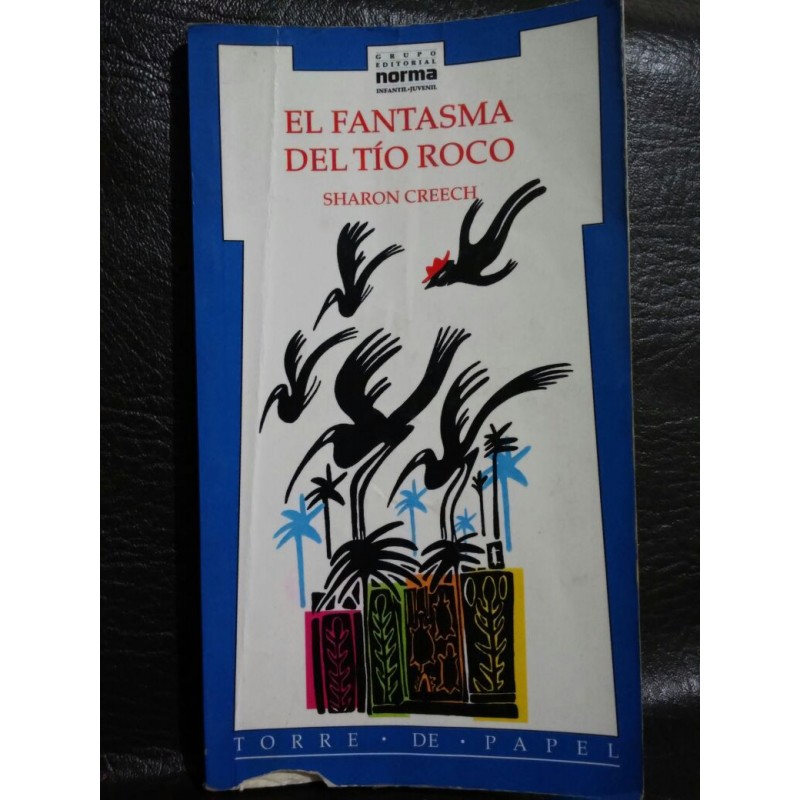 GRUPO
EDITORIAL
norma
INFANTIL-JUVENIL
EL FANTASMA
DEL TÍO ROCO
SHARON CREECH
TORRE • DE • PAPEL